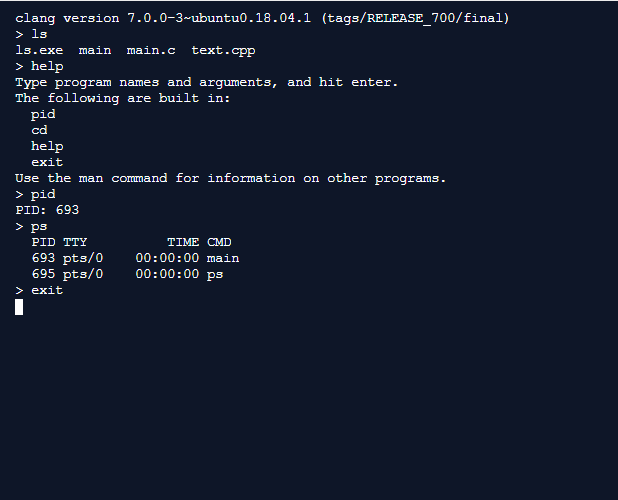 clang version 7.0.0-3~ubuntu0.18.04.1 (tags/RELEASE_700/final)
> ls
ls.exe  main  main.c  text.cpp
> help
Type program names and arguments, and hit enter.
The following are built in:
  pid
  cd
  help
  exit
Use the man command for information on other programs.
> pid
PID: 693
> ps
  PID TTY          TIME CMD
  693 pts/0    00:00:00 main
  695 pts/0    00:00:00 ps
> exit